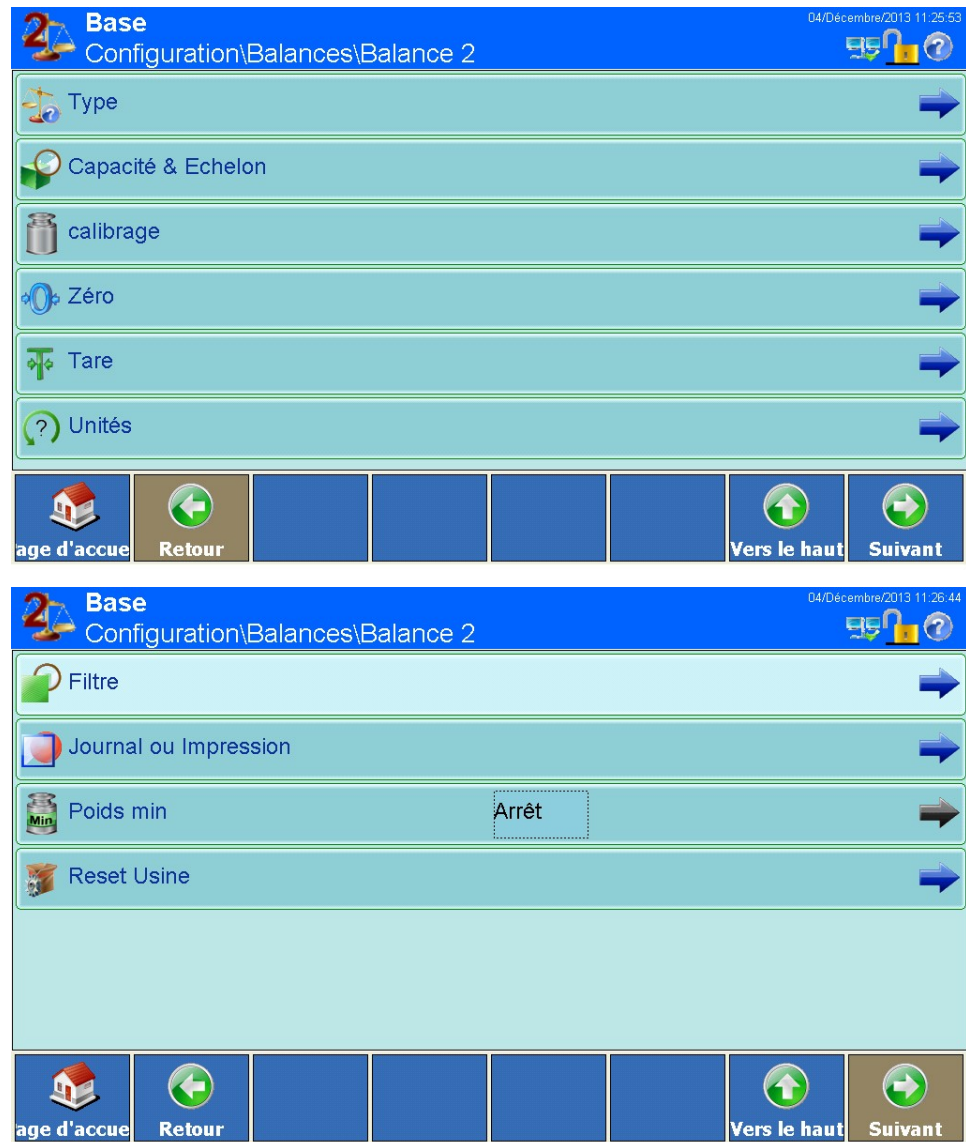 Base
04/Décembre/2013 11:25:53
Configuration\Balances\Balance 2
Type
Capacité & Echelon
calibrage
Zéro
Tare
Unités
age d'accue
Retour
Vers le haut
Suivant
Base
04/Décembre/2013 11:26:44
Configuration\Balances\Balance 2
Filtre
Journal ou Impression
Min
Poids min
Arrêt
Reset Usine
age d'accue
Retour
Vers le haut
Suivant